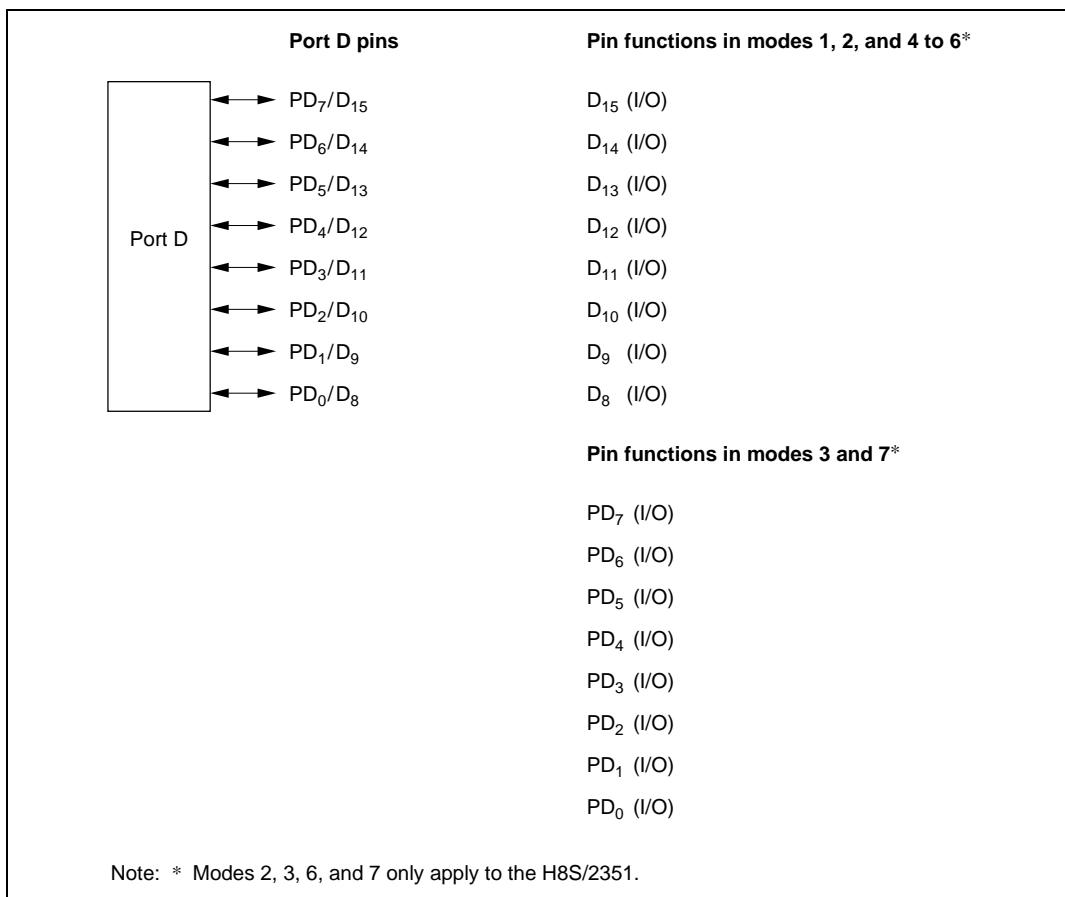 Port D pins Pin functions in modes 1, 2, and 4 to 6*
PD₇/D₁₅ D₁₅ (I/O)
PD₆/D₁₄ D₁₄ (I/O)
PD₅/D₁₃ D₁₃ (I/O)
PD₄/D₁₂ D₁₂ (I/O)
Port D
PD₃/D₁₁ D₁₁ (I/O)
PD₂/D₁₀ D₁₀ (I/O)
PD₁/D₉ D₉ (I/O)
PD₀/D₈ D₈ (I/O)
Pin functions in modes 3 and 7*
PD₇ (I/O)
PD₆ (I/O)
PD₅ (I/O)
PD₄ (I/O)
PD₃ (I/O)
PD₂ (I/O)
PD₁ (I/O)
PD₀ (I/O)
Note: * Modes 2, 3, 6, and 7 only apply to the H8S/2351.